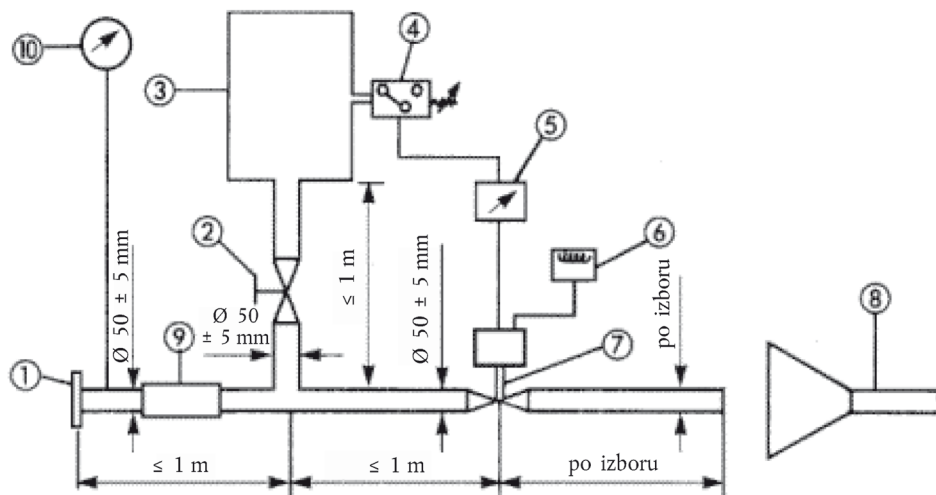 10
3
4
5
2
6
Ø 50 ± 5 mm
Ø 50
± 5 mm
≤ 1 m
Ø 50 ± 5 mm
po izboru
9
7
8
1
≤ 1 m
≤ 1 m
po izboru